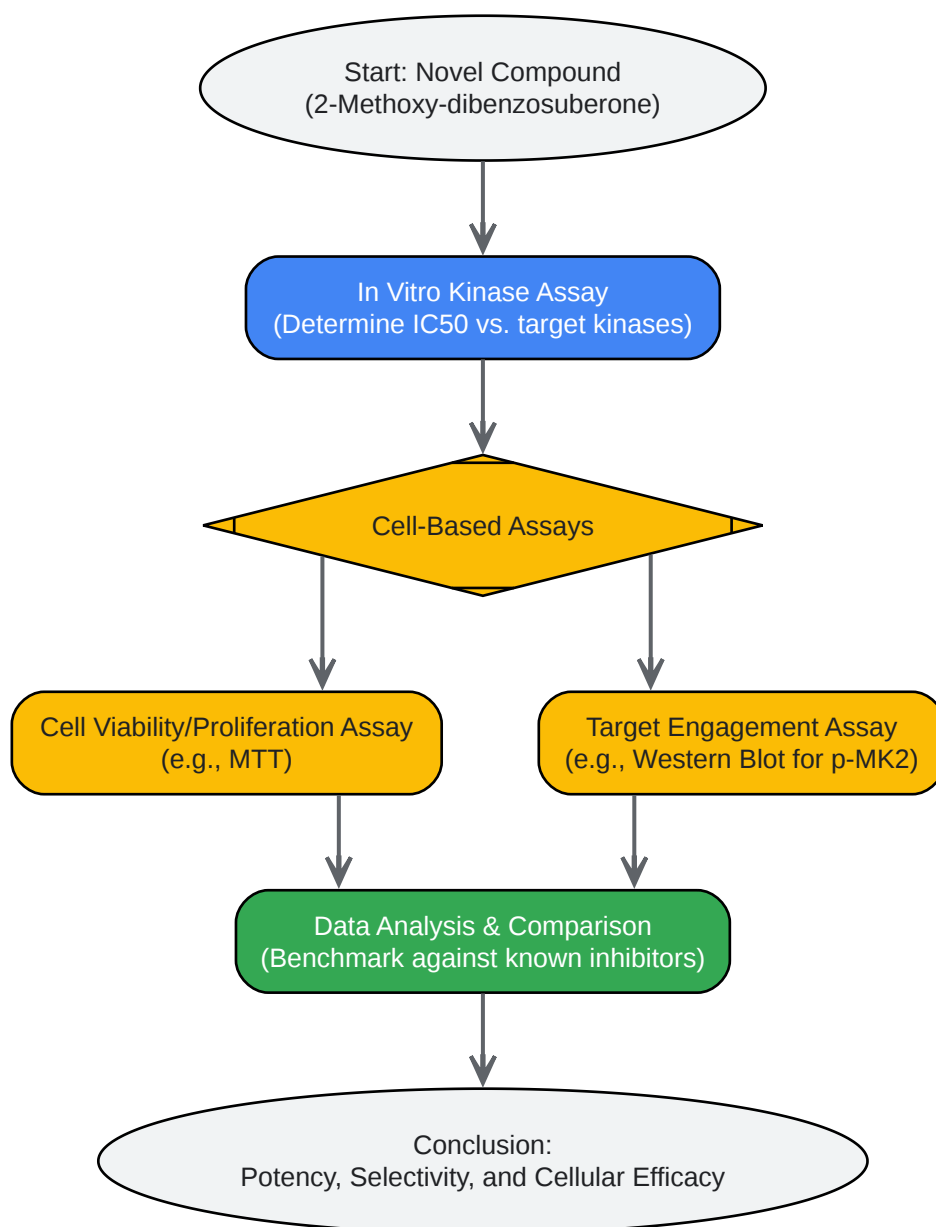 Start: Novel Compound
(2-Methoxy-dibenzosuberone)
In Vitro Kinase Assay
(Determine IC50 vs. target kinases)
Cell-Based Assays
Cell Viability/Proliferation Assay
(e.g., MTT)
Target Engagement Assay
(e.g., Western Blot for p-MK2)
Data Analysis & Comparison
(Benchmark against known inhibitors)
Conclusion:
Potency, Selectivity, and Cellular Efficacy